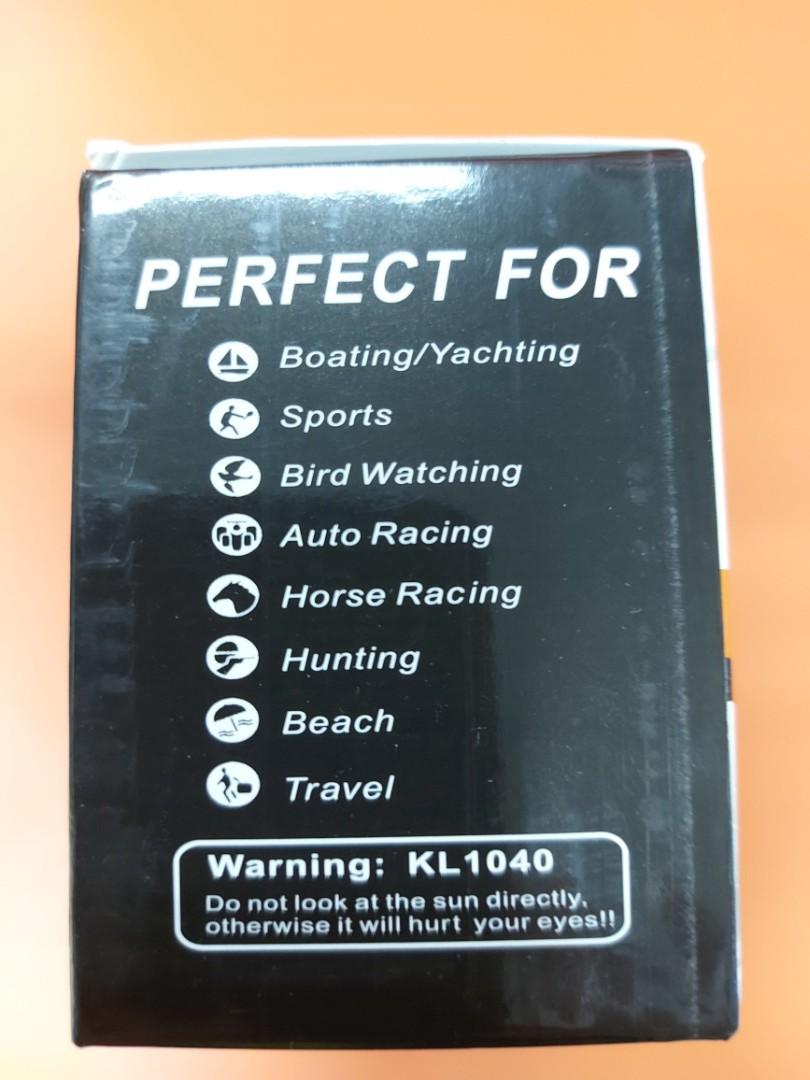 PERFECT FOR
Boating/Yachting
Sports
Bird Watching
Auto Racing
Horse Racing
Hunting
Beach
Travel
Warning: KL1040
Do not look at the sun directly,
otherwise it will hurt your eyes!!